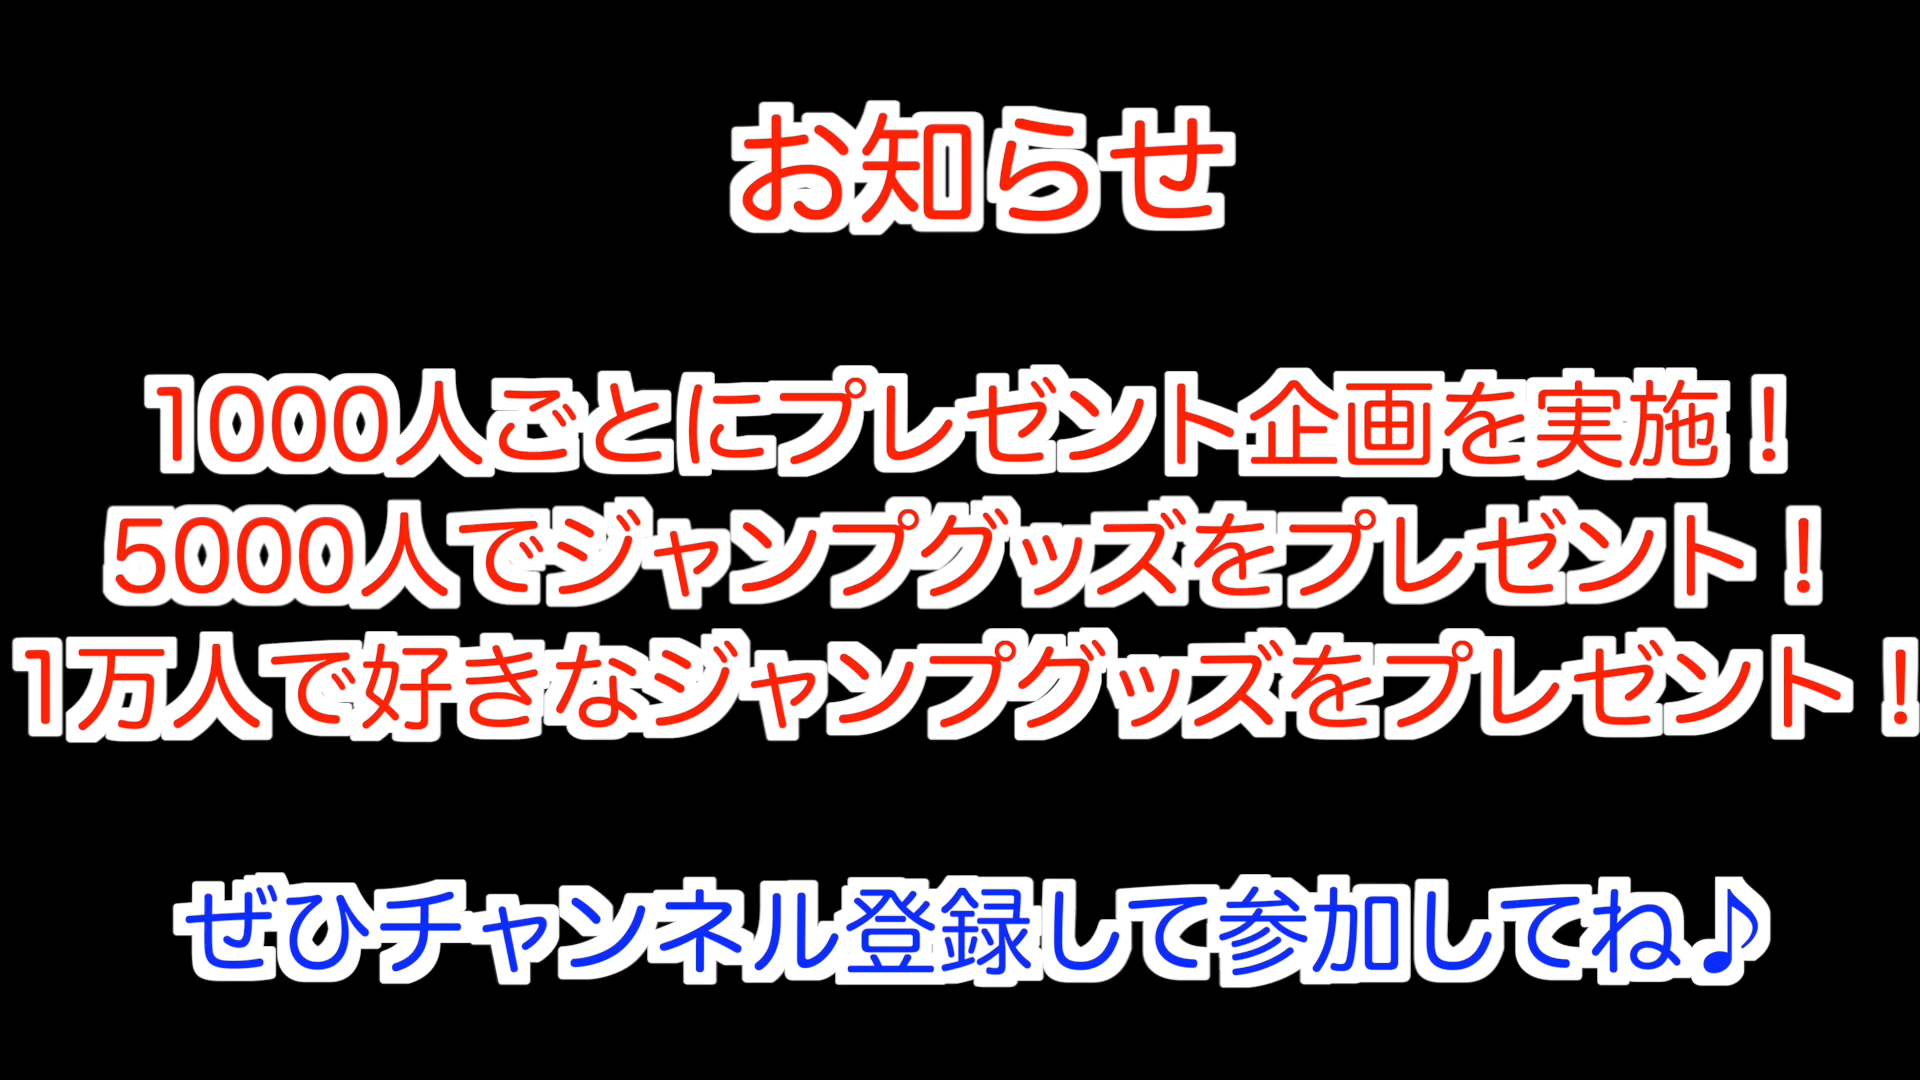 お知らせ
1000人ごとにプレゼント企画を実施！
5000人でジャンプグッズをプレゼント！
1万人で好きなジャンプグッズをプレゼント！
ぜひチャンネル登録して参加してね♪